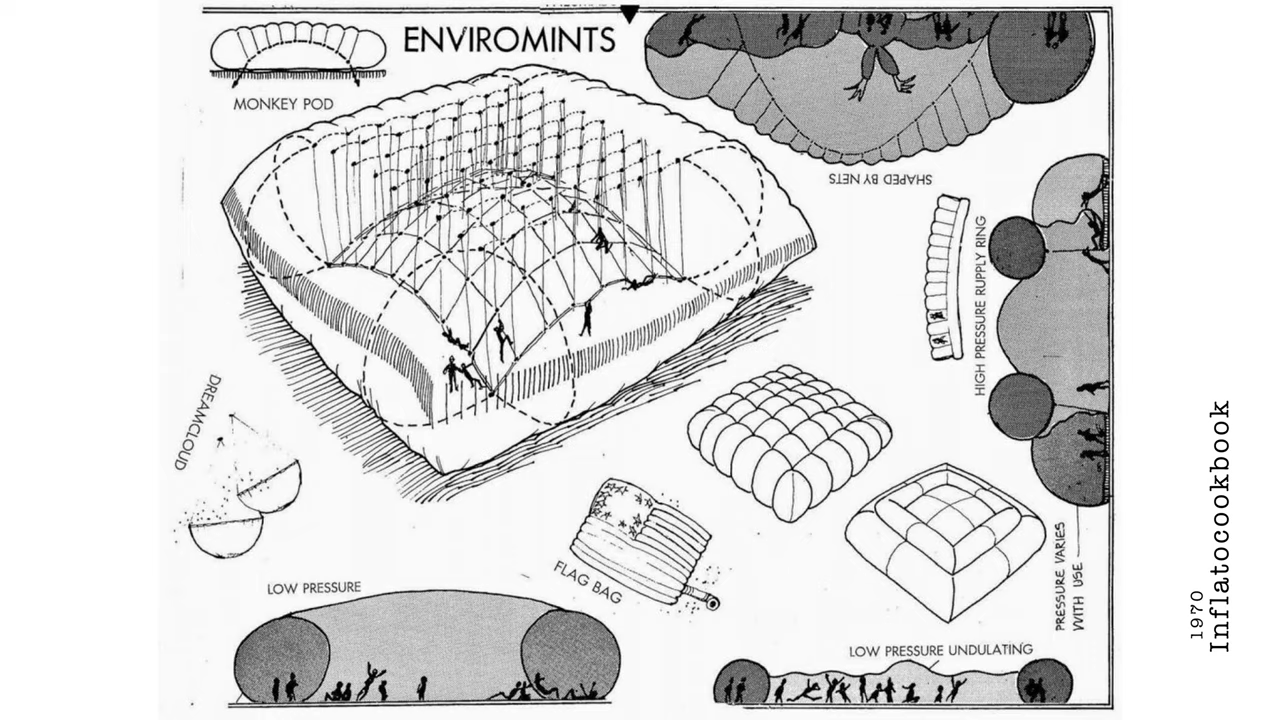 ENVIROMINTS
MONKEY POD
SHAPED BY NETS
HIGH PRESSURE RUPPLY RING
DREAMCLOUD
FLAG BAG
PRESSURE VARIES
WITH USE
LOW PRESSURE
LOW PRESSURE UNDULATING
1970
Inflatocookbook